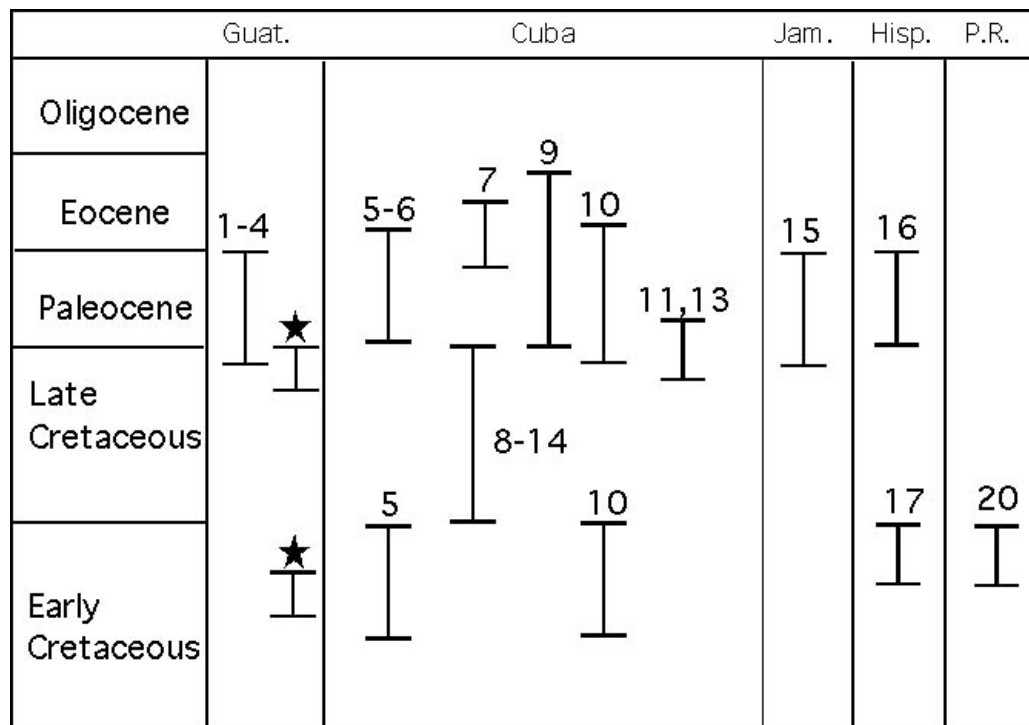 Guat. Cuba Jam. Hisp. P.R.
Oligocene
9
7
Eocene
5-6
10
1-4
15
16
Paleocene
11,13
★
Late
Cretaceous
8-14
5
10
17
20
★
Early
Cretaceous